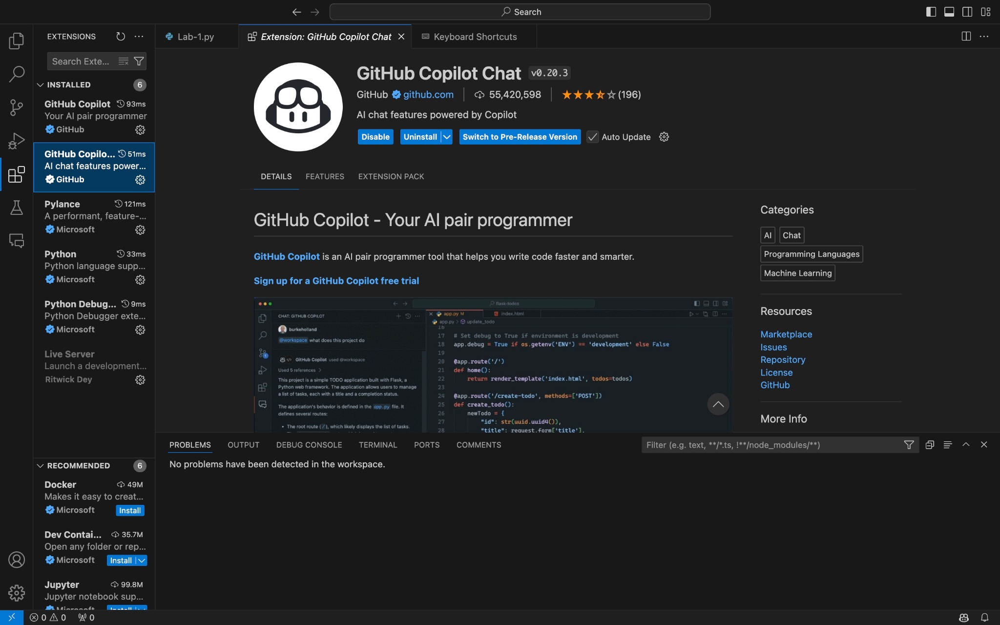 Search
EXTENSIONS
Search Exte...
INSTALLED
6
GitHub Copilot 93ms
Your AI pair programmer
GitHub
GitHub Copilo... 51ms
AI chat features power...
GitHub
Pylance 121ms
A performant, feature-...
Microsoft
Python 33ms
Python language supp...
Microsoft
Python Debug... 9ms
Python Debugger exte...
Microsoft
Live Server
Launch a development...
Ritwick Dey
RECOMMENDED
6
Docker 49M
Makes it easy to creat...
Microsoft Install
Dev Contai... 35.7M
Open any folder or rep...
Microsoft Install
Jupyter 99.8M
Jupyter notebook sup...
Microsoft Install
Lab-1.py
Extension: GitHub Copilot Chat
Keyboard Shortcuts
GitHub Copilot Chat v0.20.3
GitHub github.com 55,420,598 (196)
AI chat features powered by Copilot
Disable Uninstall Switch to Pre-Release Version Auto Update
DETAILS FEATURES EXTENSION PACK
GitHub Copilot - Your AI pair programmer
GitHub Copilot is an AI pair programmer tool that helps you write code faster and smarter.
Sign up for a GitHub Copilot free trial
flask-todos
CHAT: GITHUB COPILOT
burkeholland
@workspace what does this project do
GitHub Copilot used @workspace
Used 5 references
This project is a simple TODO application built with Flask, a
Python web framework. The application allows users to manage
a list of tasks, each with a title and a completion status.
The application's behavior is defined in the app.py file. It
defines several routes:
• The root route (/), which likely displays the list of tasks.
app.py M
index.html
app.py > update_todo
16
17 # Set debug to True if environment is development
18 app.debug = True if os.getenv('ENV') == 'development' else False
19
20 @app.route('/')
21 def home():
22 return render_template('index.html', todos=todos)
23
24 @app.route('/create-todo', methods=['POST'])
25 def create_todo():
26 newTodo = {
27 "id": str(uuid.uuid4()),
28 "title": request.form['title'],
Categories
AI Chat
Programming Languages
Machine Learning
Resources
Marketplace
Issues
Repository
License
GitHub
More Info
PROBLEMS OUTPUT DEBUG CONSOLE TERMINAL PORTS COMMENTS
Filter (e.g. text, **/*.ts, !**/node_modules/**)
No problems have been detected in the workspace.
0 0 0